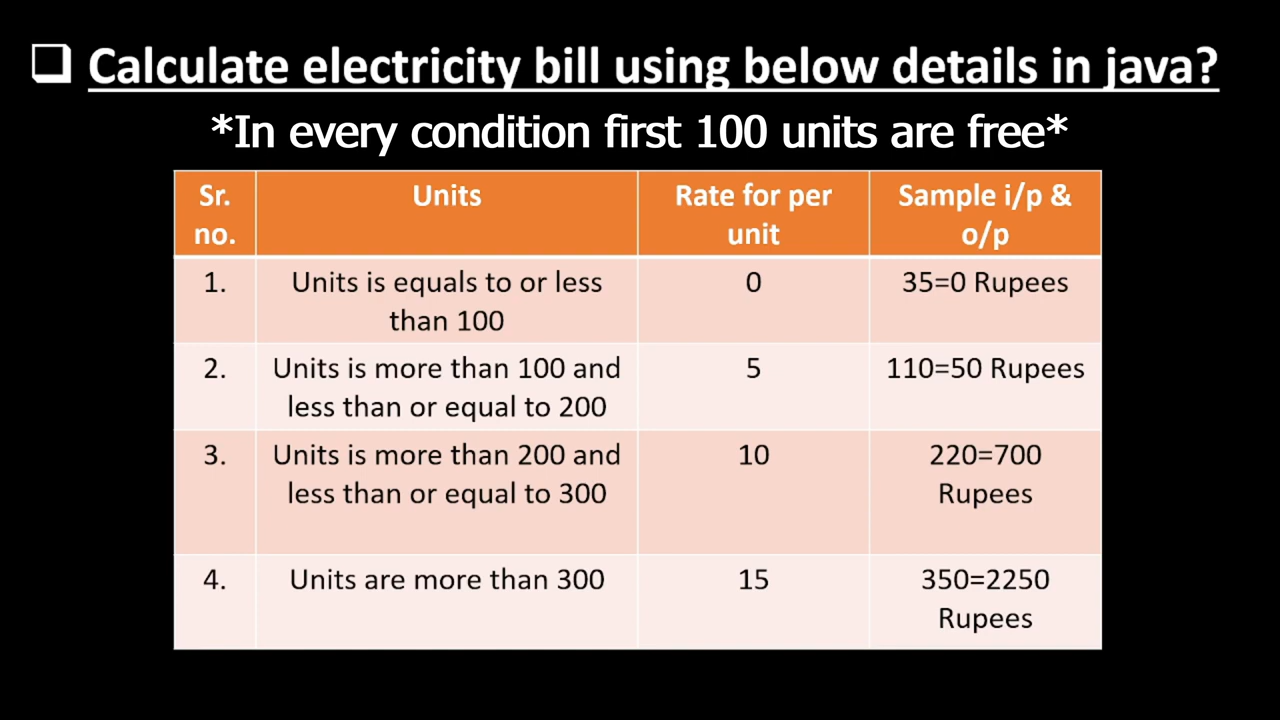 ❑ Calculate electricity bill using below details in java?
*In every condition first 100 units are free*
Sr. no.
Units
Rate for per unit
Sample i/p & o/p
1.
Units is equals to or less
than 100
0
35=0 Rupees
2.
Units is more than 100 and
less than or equal to 200
5
110=50 Rupees
3.
Units is more than 200 and
less than or equal to 300
10
220=700
Rupees
4.
Units are more than 300
15
350=2250
Rupees